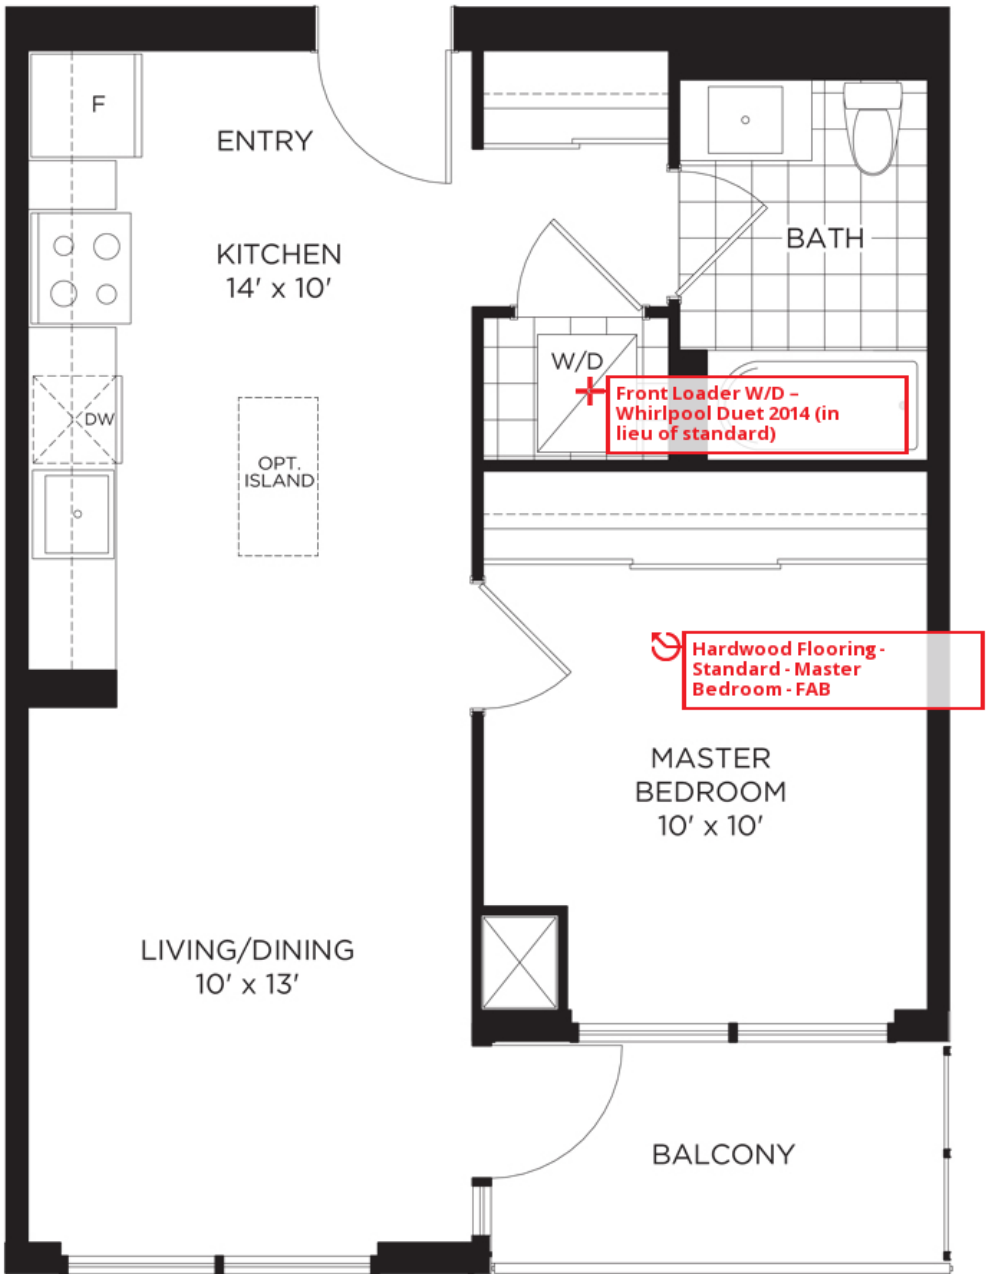 F
ENTRY
KITCHEN
14' x 10'
BATH
W/D
Front Loader W/D –
Whirlpool Duet 2014 (in
lieu of standard)
DW
OPT.
ISLAND
Hardwood Flooring -
Standard - Master
Bedroom - FAB
MASTER
BEDROOM
10' x 10'
LIVING/DINING
10' x 13'
BALCONY